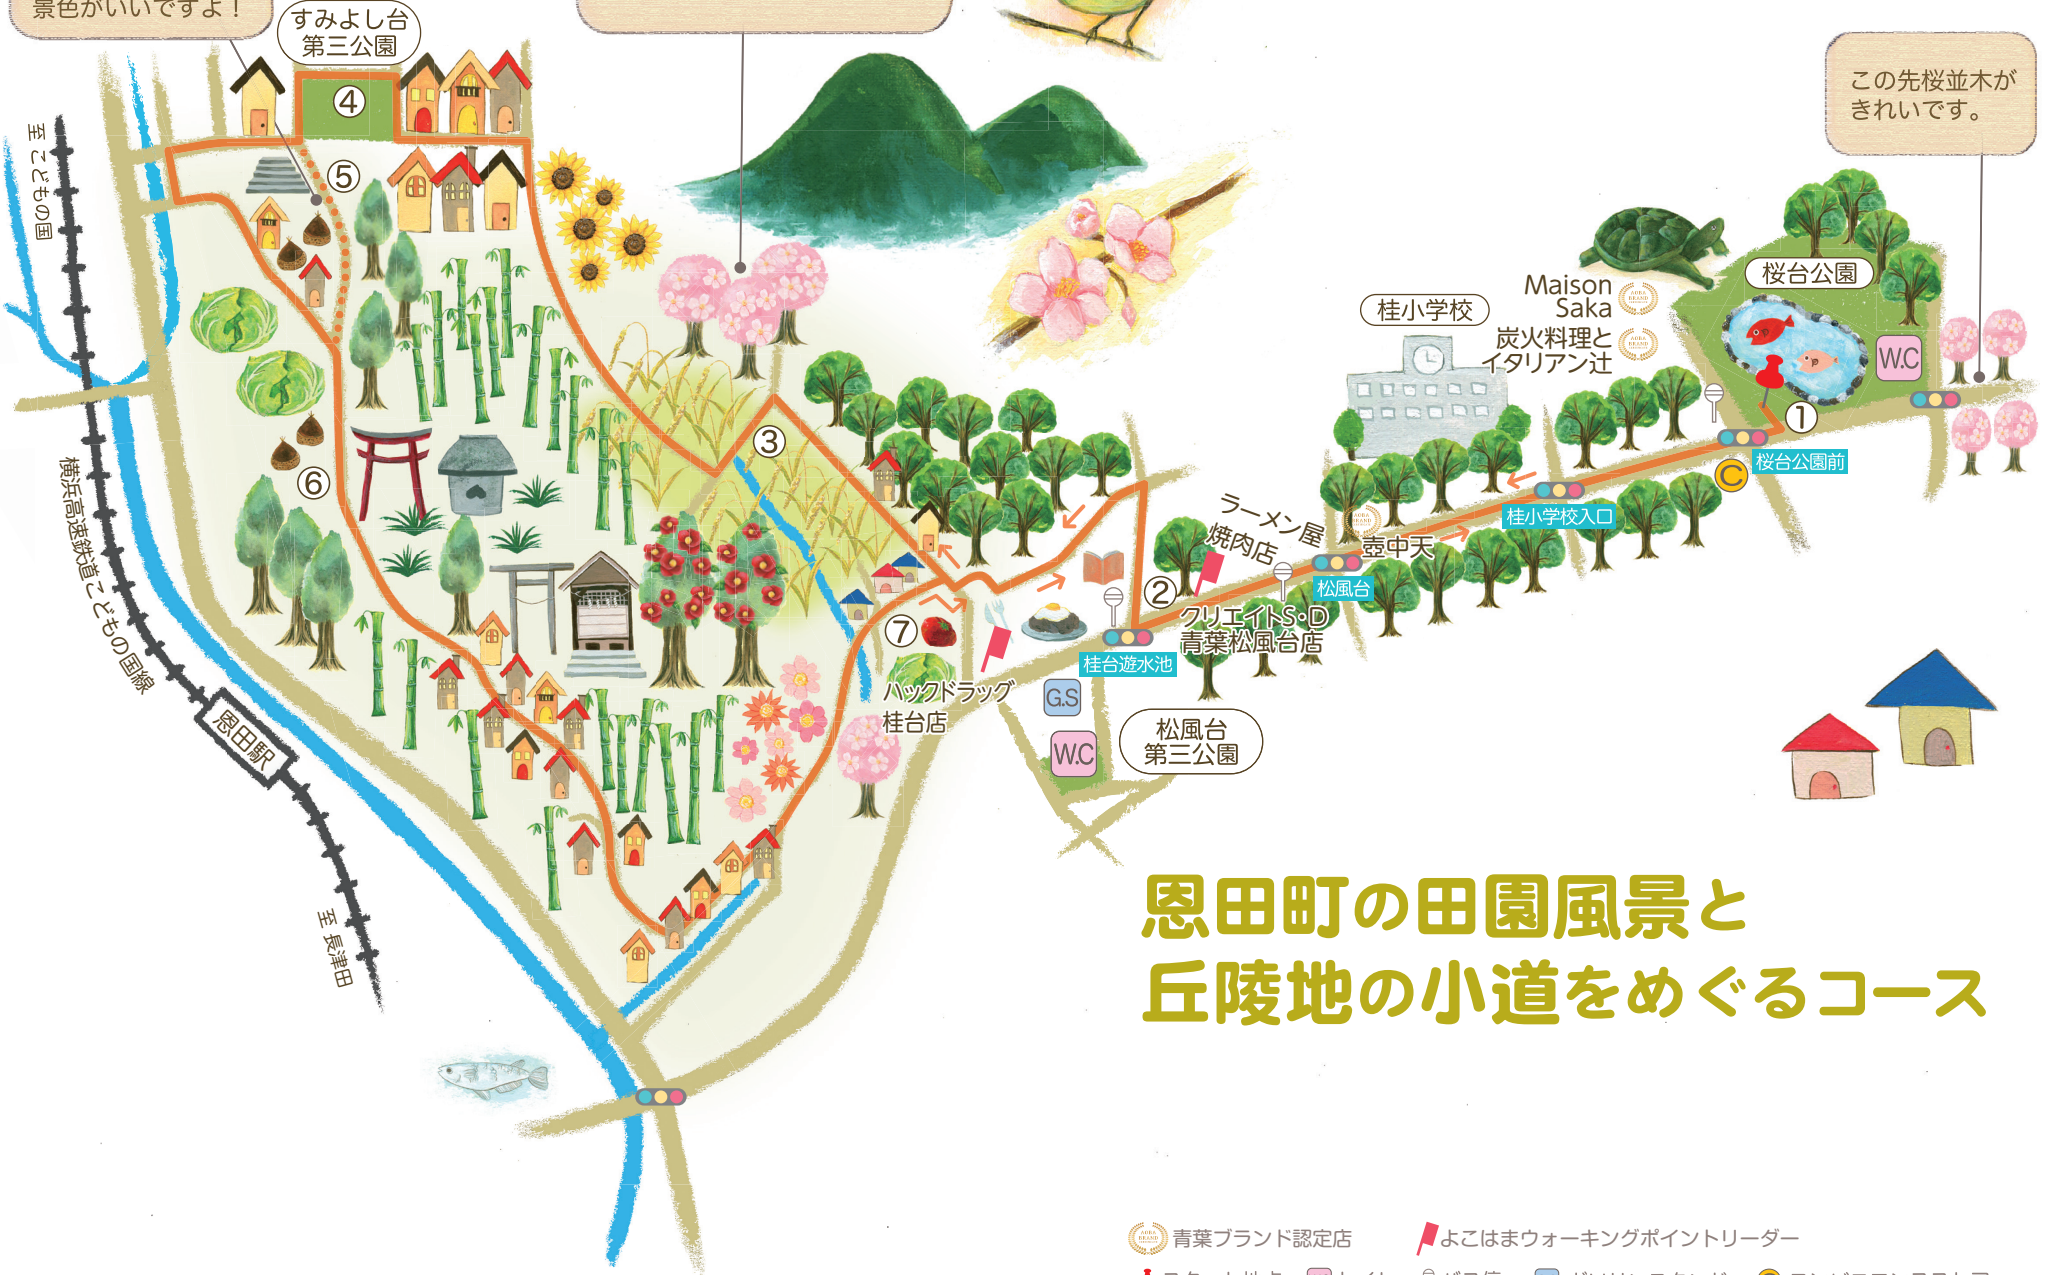 景色がいいですよ！
すみよし台
第三公園
④
この先桜並木が
きれいです。
至 こどもの国
⑤
桜台公園
Maison
Saka
桂小学校
炭火料理と
イタリアン辻
W.C
①
③
桜台公園前
C
⑥
横浜高速鉄道こどもの国線
桂小学校入口
ラーメン屋
焼肉店
壺中天
松風台
②
クリエイトS・D
青葉松風台店
⑦
桂台遊水池
ハックドラッグ
桂台店
G.S
W.C
松風台
第三公園
恩田駅
至 長津田
恩田町の田園風景と
丘陵地の小道をめぐるコース
青葉ブランド認定店
よこはまウォーキングポイントリーダー